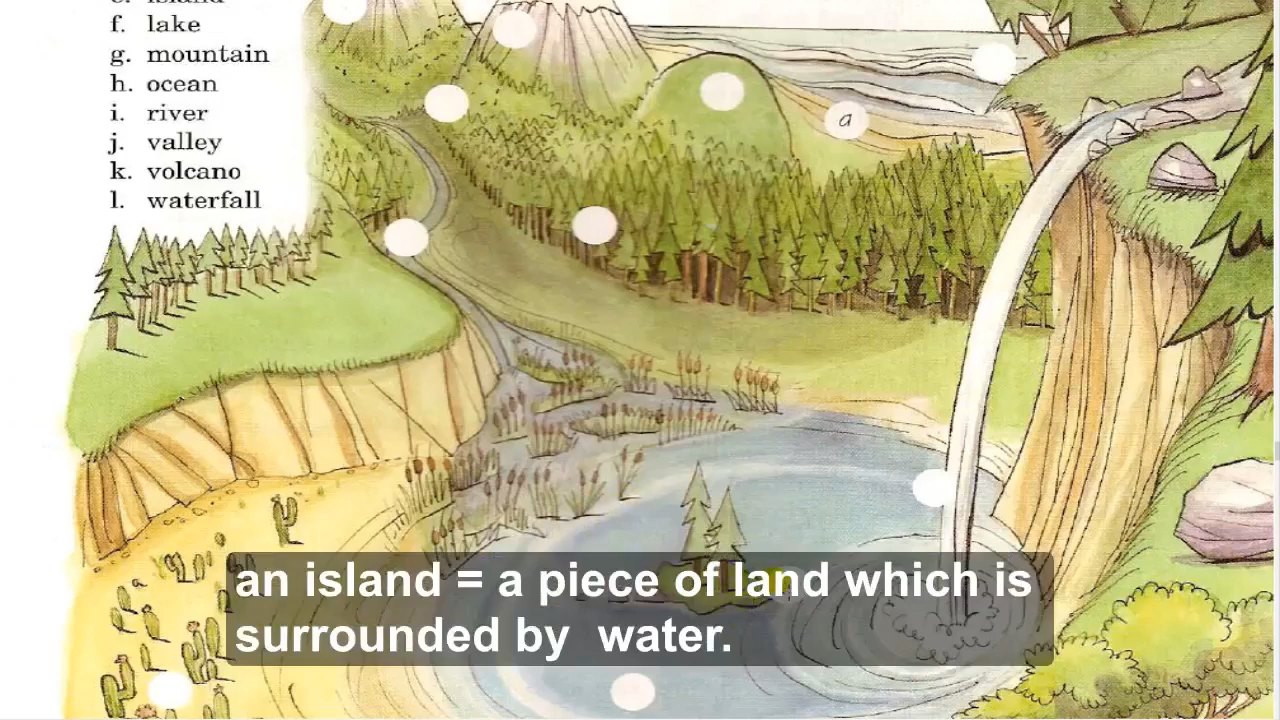 f. lake
g. mountain
h. ocean
i. river
j. valley
k. volcano
l. waterfall
a
an island = a piece of land which is
surrounded by water.